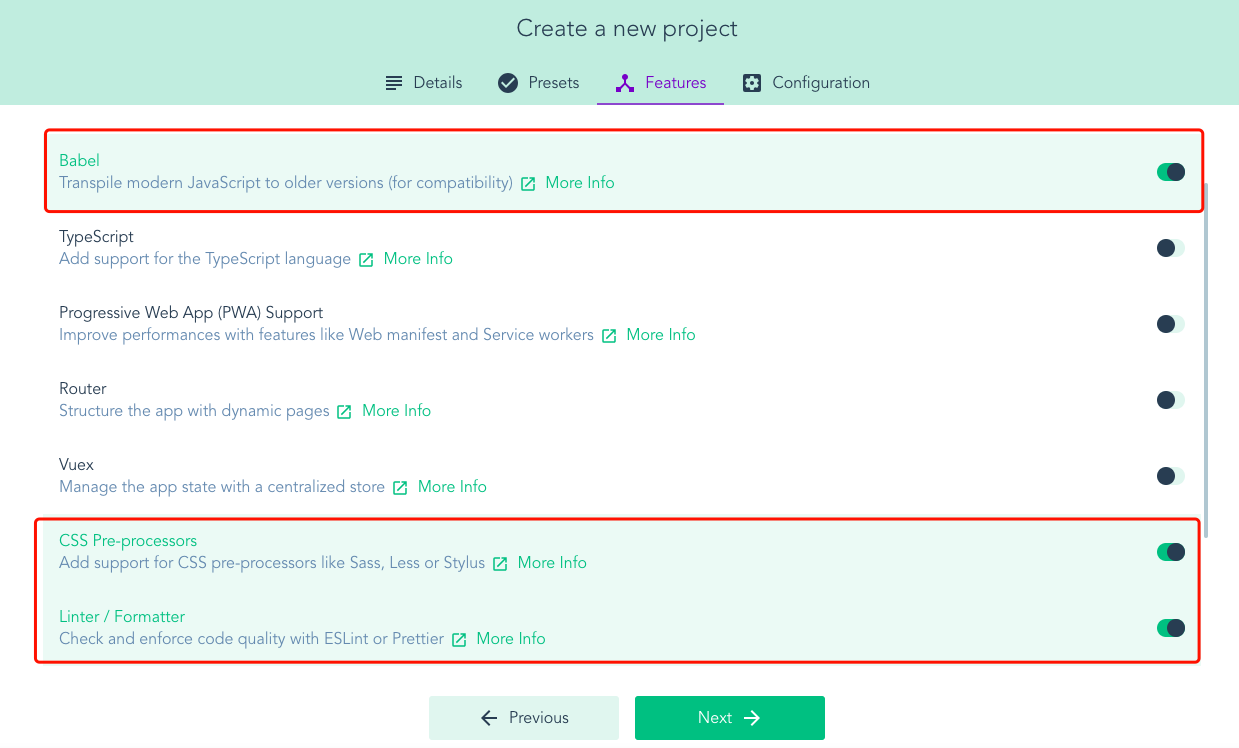 Create a new project
Details Presets Features Configuration
Babel
Transpile modern JavaScript to older versions (for compatibility) More Info
TypeScript
Add support for the TypeScript language More Info
Progressive Web App (PWA) Support
Improve performances with features like Web manifest and Service workers More Info
Router
Structure the app with dynamic pages More Info
Vuex
Manage the app state with a centralized store More Info
CSS Pre-processors
Add support for CSS pre-processors like Sass, Less or Stylus More Info
Linter / Formatter
Check and enforce code quality with ESLint or Prettier More Info
Previous Next